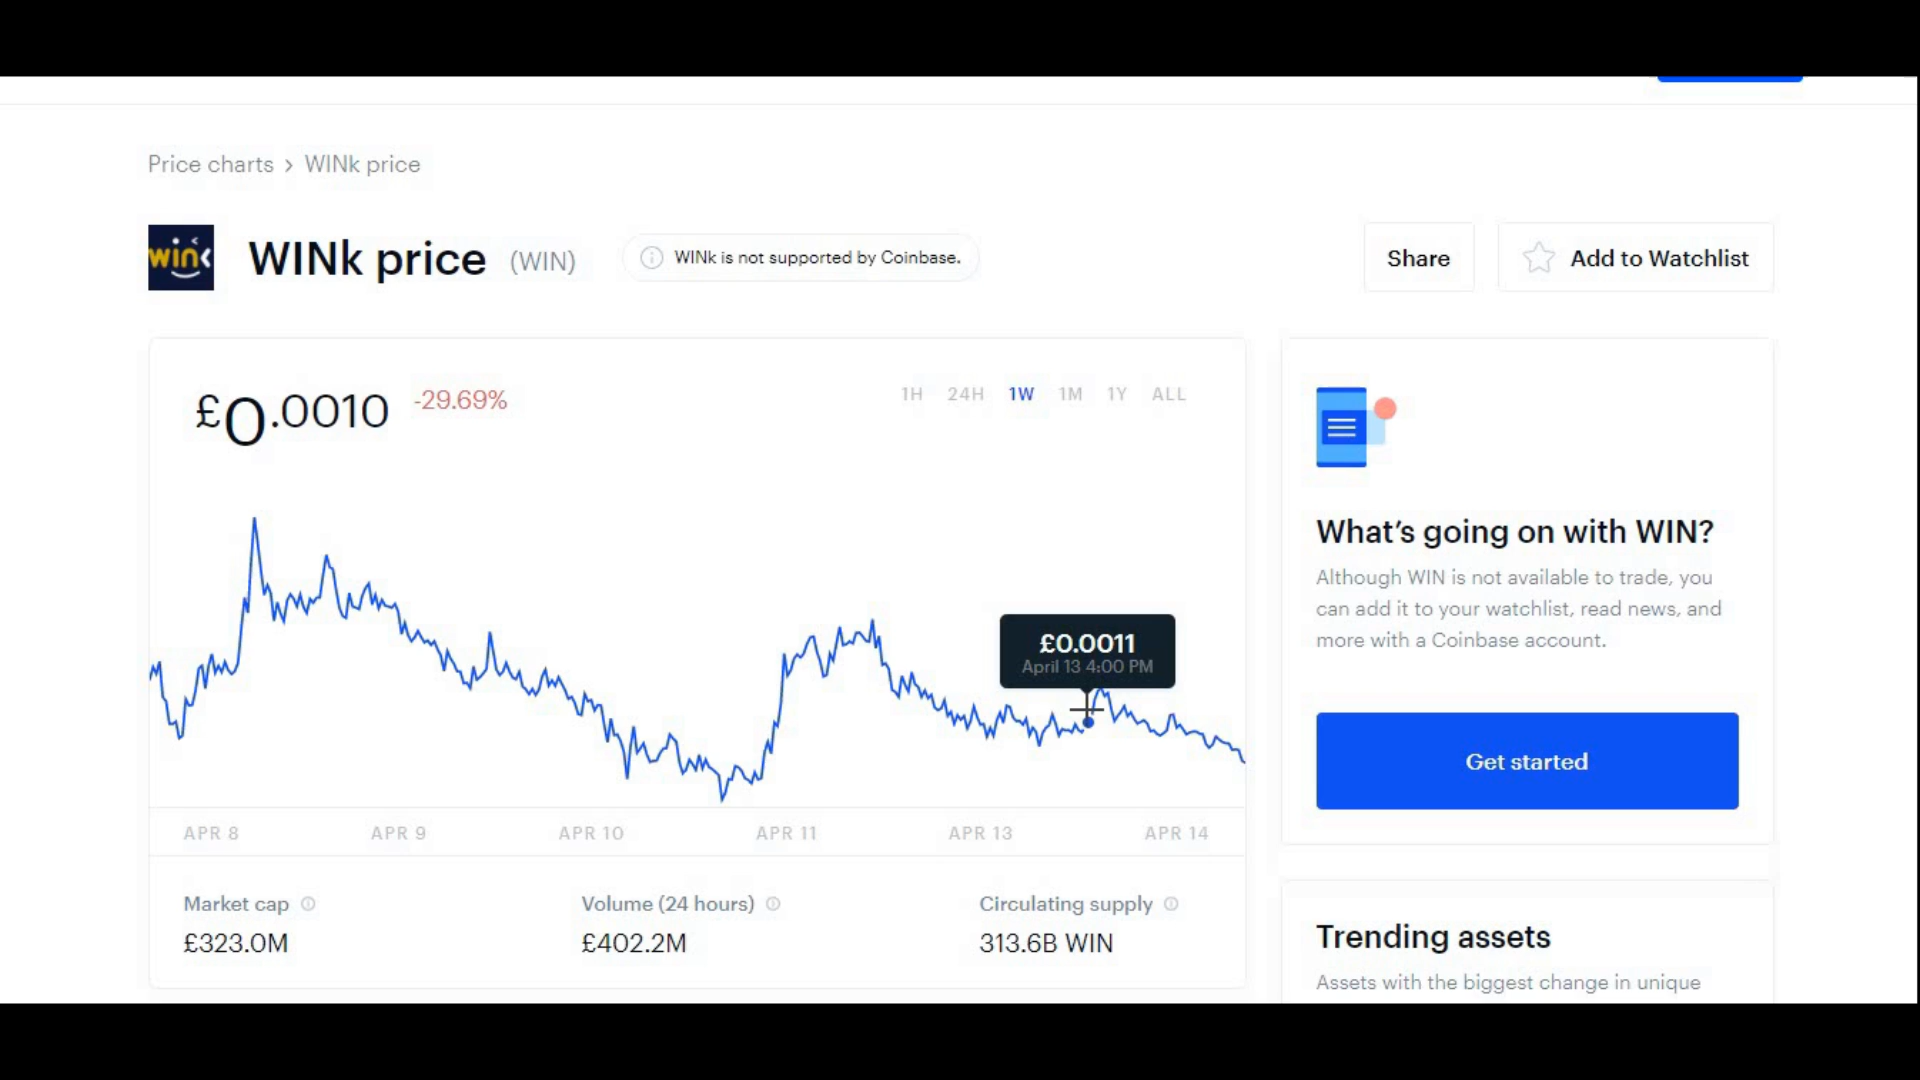 Price charts › WINk price
wink
WINk price (WIN)
WINk is not supported by Coinbase.
Share
Add to Watchlist
£0.0010 -29.69%
1H 24H 1W 1M 1Y ALL
£0.0011
April 13 4:00 PM
APR 8 APR 9 APR 10 APR 11 APR 13 APR 14
Market cap
£323.0M
Volume (24 hours)
£402.2M
Circulating supply
313.6B WIN
What's going on with WIN?
Although WIN is not available to trade, you
can add it to your watchlist, read news, and
more with a Coinbase account.
Get started
Trending assets
Assets with the biggest change in unique